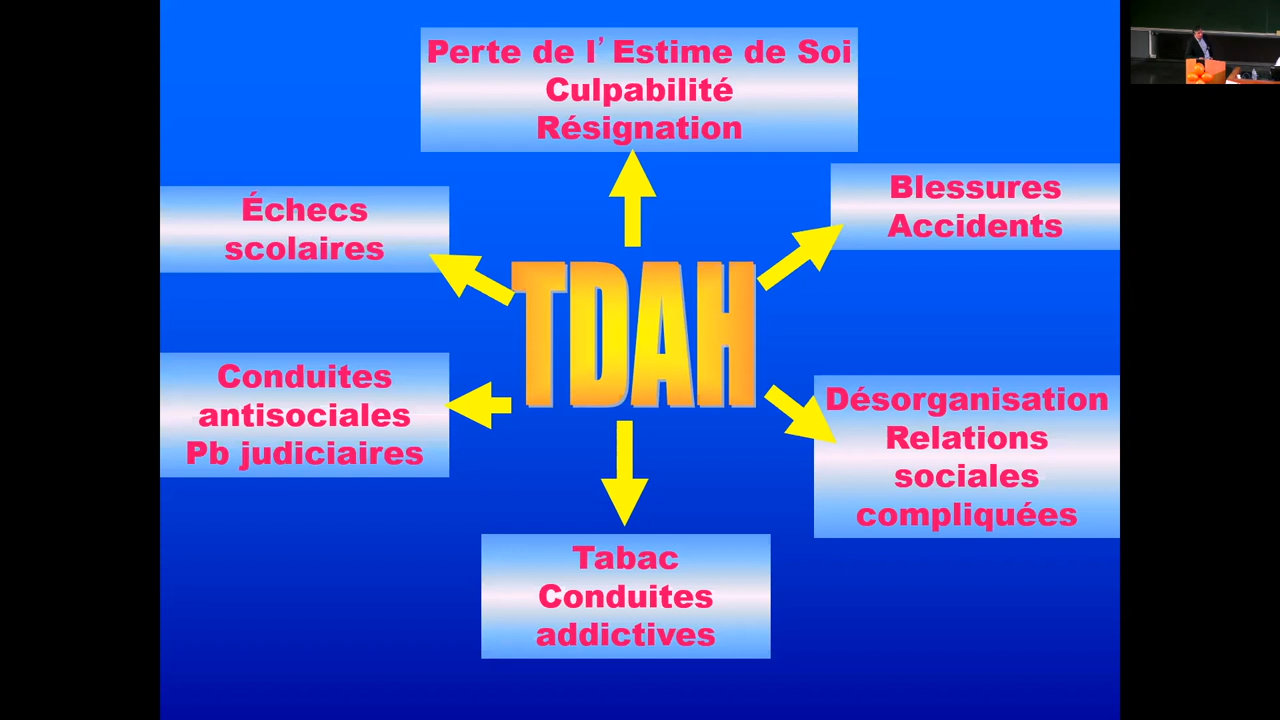 Perte de l’ Estime de Soi
Culpabilité
Résignation
Blessures
Accidents
Échecs
scolaires
TDAH
Conduites
antisociales
Pb judiciaires
Désorganisation
Relations
sociales
compliquées
Tabac
Conduites
addictives